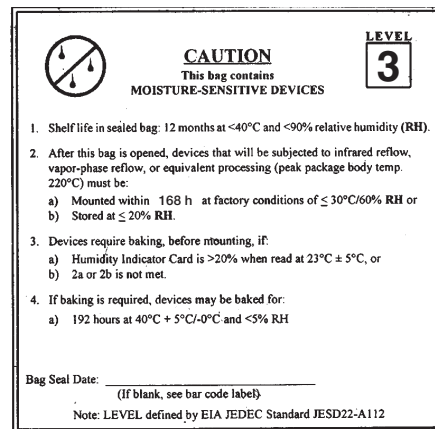 LEVEL
3
CAUTION
This bag contains
MOISTURE-SENSITIVE DEVICES
1. Shelf life in sealed bag: 12 months at <40°C and <90% relative humidity (RH).
2. After this bag is opened, devices that will be subjected to infrared reflow,
vapor-phase reflow, or equivalent processing (peak package body temp.
220°C) must be:
a) Mounted within 168 h at factory conditions of ≤ 30°C/60% RH or
b) Stored at ≤ 20% RH.
3. Devices require baking, before mounting, if:
a) Humidity Indicator Card is >20% when read at 23°C ± 5°C, or
b) 2a or 2b is not met.
4. If baking is required, devices may be baked for:
a) 192 hours at 40°C + 5°C/-0°C and <5% RH
Bag Seal Date: ____________________
(If blank, see bar code label)
Note: LEVEL defined by EIA JEDEC Standard JESD22-A112